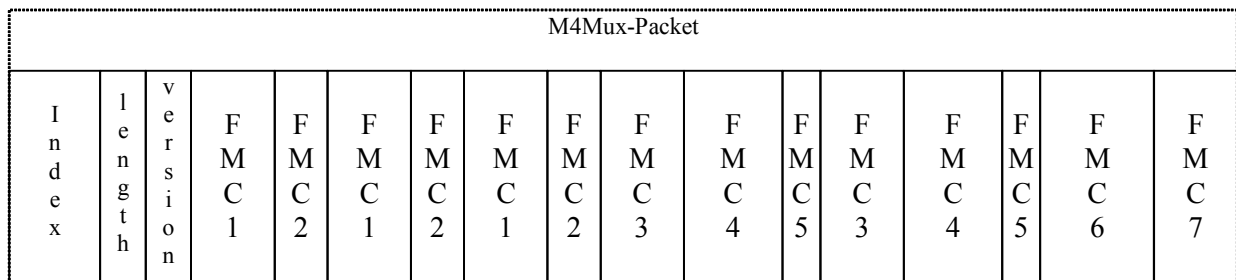 M4Mux-Packet
Index
length
version
FMC1
FMC2
FMC1
FMC2
FMC1
FMC2
FMC3
FMC4
FMC5
FMC3
FMC4
FMC5
FMC6
FMC7